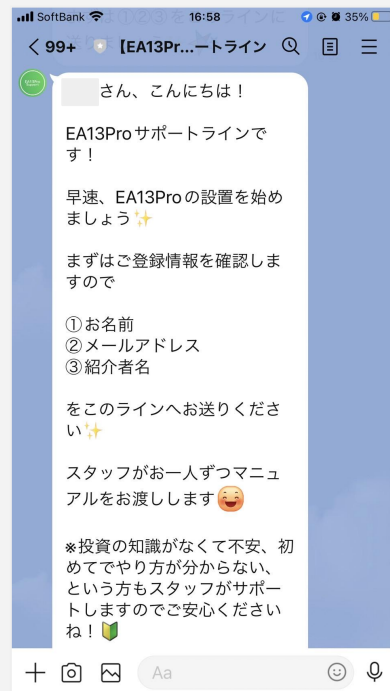 SoftBank 16:58 35%
99+ 【EA13Pr...ートライン
さん、こんにちは！
EA13Proサポートラインで
す！
早速、EA13Proの設置を始め
ましょう✨
まずはご登録情報を確認しま
すので
①お名前
②メールアドレス
③紹介者名
をこのラインへお送りくださ
い✨
スタッフがお一人ずつマニュ
アルをお渡しします
※投資の知識がなくて不安、初
めてでやり方が分からない、
という方もスタッフがサポー
トしますのでご安心ください
ね！🔰
Aa